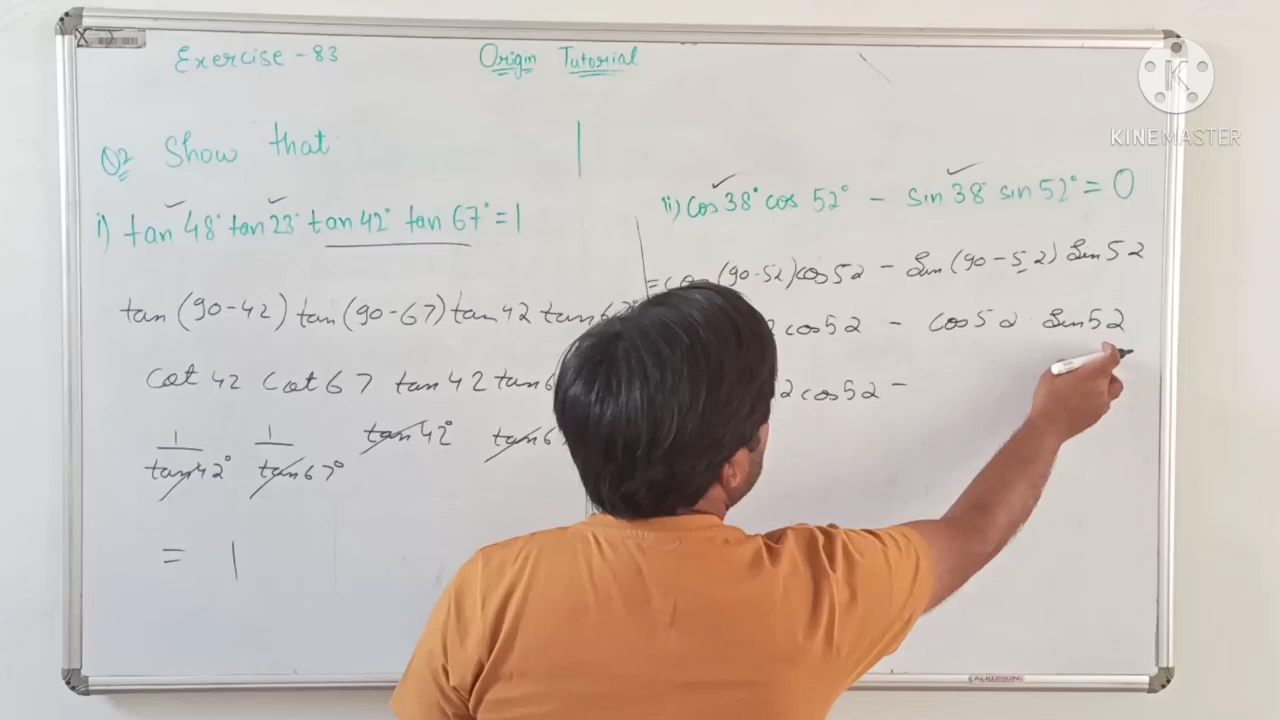 Exercise - 83
Origin Tutorial
KINEMASTER
Q2 Show that
i) tan 48° tan 23° tan 42° tan 67° = 1
tan (90-42) tan (90-67) tan 42 tan
cot 42 cot 67 tan 42 tan
1/tan 42° 1/tan 67° tan 42° tan
= 1
ii) cos 38° cos 52° - sin 38° sin 52° = 0
(90-52) cos 52 - Sin (90-52) Sin 52
cos 52 - cos 52 . Sin 52
cos 52 -
ALKOSIGN